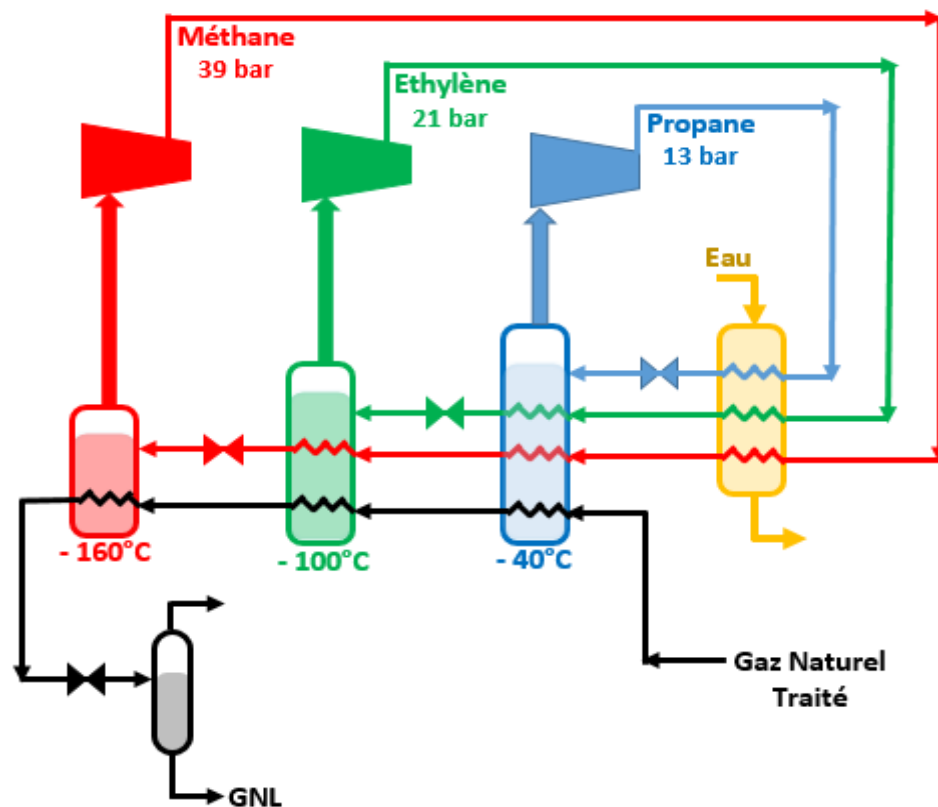 Méthane
39 bar
Ethylène
21 bar
Propane
13 bar
Eau
- 160°C
- 100°C
- 40°C
Gaz Naturel
Traité
GNL